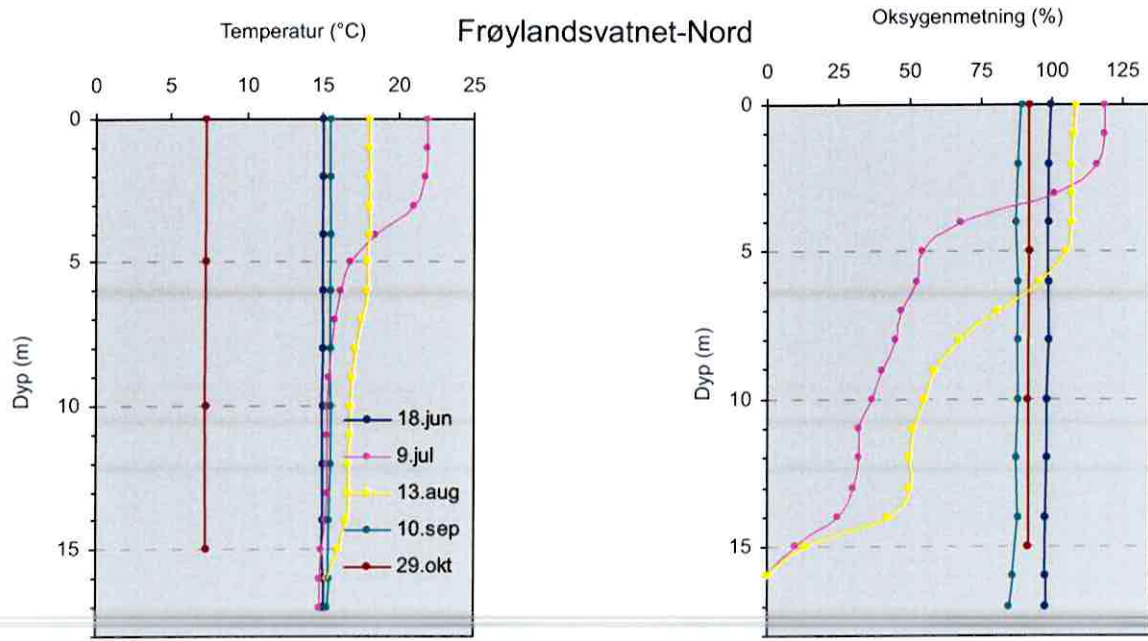 Frøylandsvatnet-Nord
Temperatur (°C)
0 5 10 15 20 25
0
5
10
15
Dyp (m)
18.jun
9.jul
13.aug
10.sep
29.okt
Oksygenmetning (%)
0 25 50 75 100 125
0
5
10
15
Dyp (m)